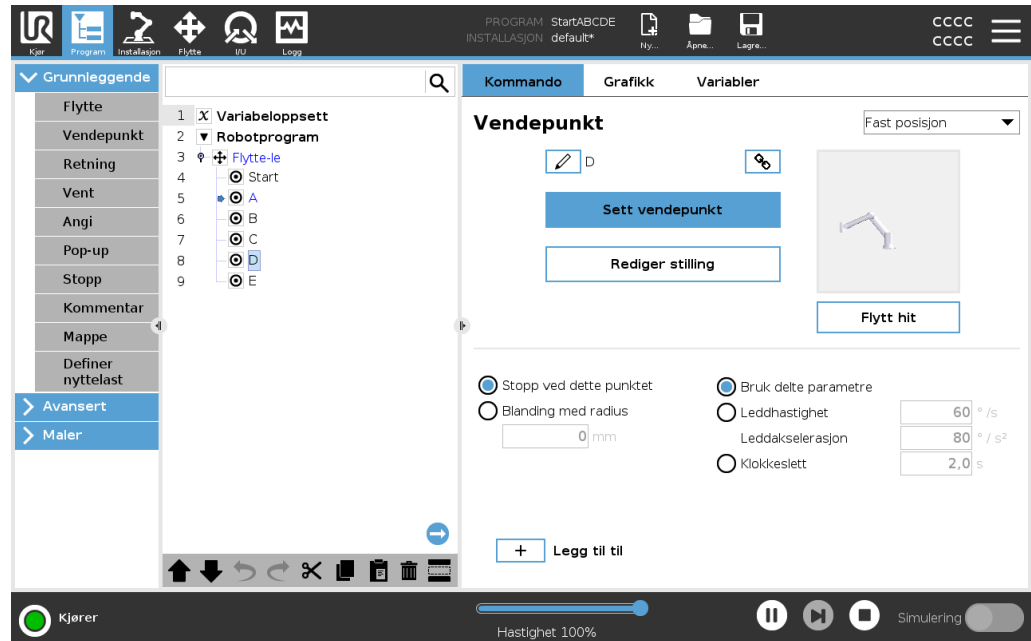 UR
Kjør
Program
Installasjon
Flytte
I/U
Logg
PROGRAM StartABCDE
INSTALLASJON default*
Ny...
Åpne...
Lagre...
CCCC
CCCC
Grunnleggende
Flytte
Vendepunkt
Retning
Vent
Angi
Pop-up
Stopp
Kommentar
Mappe
Definer
nyttelast
Avansert
Maler
1 X Variabeloppsett
2 Robotprogram
3 Flytte-le
4 Start
5 A
6 B
7 C
8 D
9 E
Kommando Grafikk Variabler
Vendepunkt
Fast posisjon
D
Sett vendepunkt
Rediger stilling
Flytt hit
Stopp ved dette punktet
Blanding med radius
0 mm
Bruk delte parametre
Leddhastighet 60 °/s
Leddakselerasjon 80 °/s²
Klokkeslett 2,0 s
+ Legg til til
Kjører
Hastighet 100%
Simulering